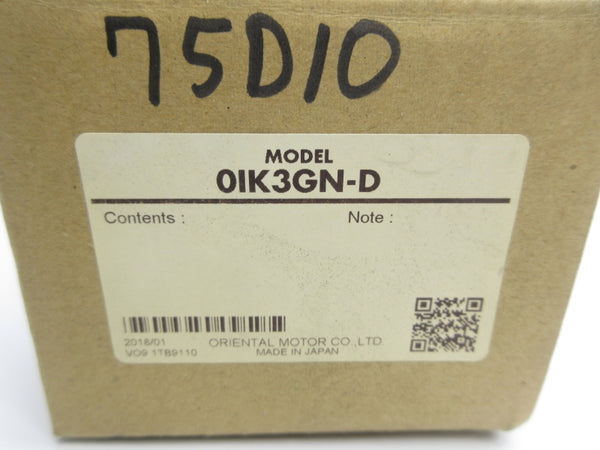 75D10
MODEL
0IK3GN-D
Contents : Note :
2018/01 ORIENTAL MOTOR CO.,LTD.
V09 1TB9110 MADE IN JAPAN